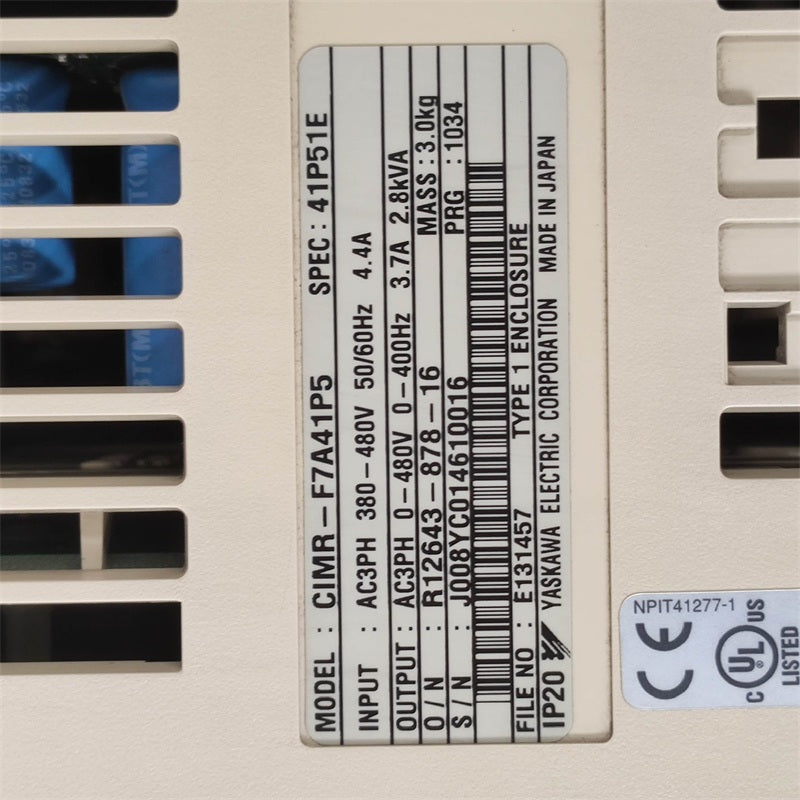 MODEL : CIMR-F7A41P5 SPEC : 41P51E
INPUT : AC3PH 380-480V 50/60Hz 4.4A
OUTPUT : AC3PH 0-480V 0-400Hz 3.7A 2.8kVA
O/N : R12643-878-16 MASS : 3.0kg
S/N : J008YC014610016 PRG : 1034
FILE NO : E131457 TYPE 1 ENCLOSURE
IP20 YASKAWA ELECTRIC CORPORATION MADE IN JAPAN
NPIT41277-1
CE
C UL US
LISTED